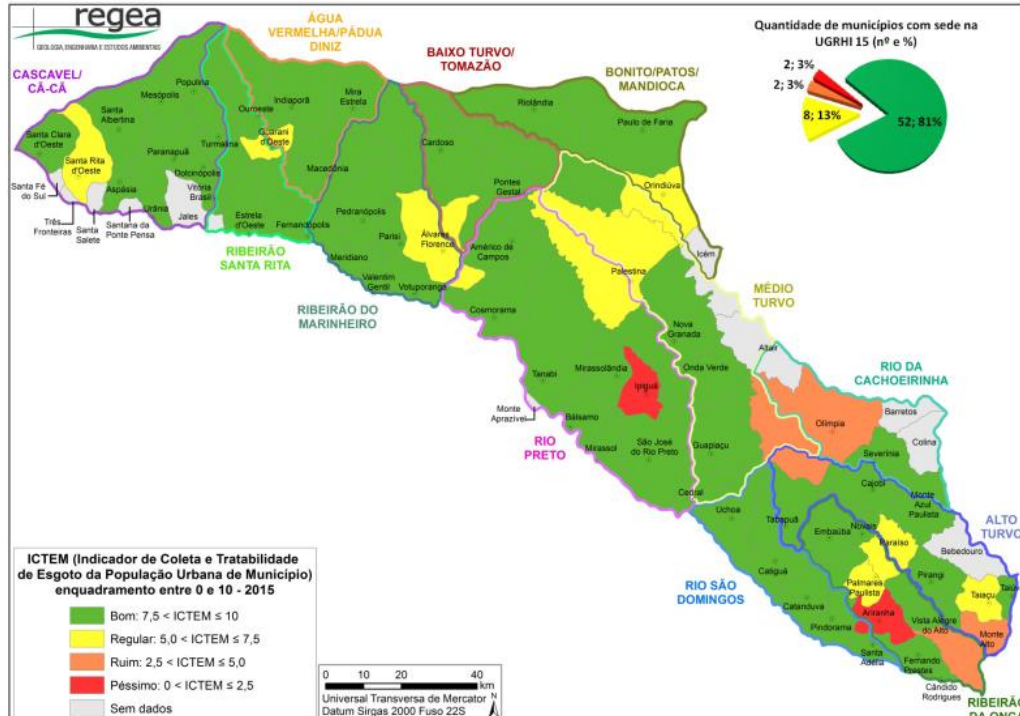 regea
GEOLOGIA, ENGENHARIA E ESTUDOS AMBIENTAIS
ÁGUA
VERMELHA/PÁDUA
DINIZ
BAIXO TURVO/
TOMAZÃO
BONITO/PATOS/
MANDIOCA
Quantidade de municípios com sede na
UGRHI 15 (nº e %)
2; 3%
2; 3%
8; 13%
52; 81%
CASCAVEL/
CÃ-CÃ
Populina
Mesópolis
Santa
Albertina
Ouroeste
Indiaporã
Mira
Estrela
Riolândia
Paulo de Faria
Santa Clara
d'Oeste
Guarani
d'Oeste
Turmalina
Cardoso
Santa Rita
d'Oeste
Paranapuã
Dolcinópolis
Macedônia
Pontes
Gestal
Orindiúva
Santa Fé
do Sul
Aspásia
Vitória
Brasil
Urânia
Jales
Três
Fronteiras
Santa
Salete
Santana da
Ponte Pensa
Estrela
d'Oeste
Fernandópolis
Pedranópolis
Parisi
Álvares
Florence
Américo de
Campos
Icém
Palestina
RIBEIRÃO
SANTA RITA
Meridiano
Valentim
Gentil
Votuporanga
MÉDIO
TURVO
RIBEIRÃO DO
MARINHEIRO
Cosmorama
Nova
Granada
Altair
Mirassolândia
Onda Verde
Tanabi
Ipiguá
RIO DA
CACHOEIRINHA
Monte
Aprazível
Bálsamo
Olímpia
Barretos
RIO
PRETO
Mirassol
São José
do Rio Preto
Guapiaçu
Colina
Severínia
Cedral
Cajobi
Uchoa
Tabapuã
Monte
Azul
Paulista
Embaúba
Novais
ALTO
TURVO
Paraíso
Bebedouro
RIO SÃO
DOMINGOS
Catiguá
Palmares
Paulista
Pirangi
Taiaçu
Catanduva
Ariranha
Vista Alegre
do Alto
Pindorama
Monte
Alto
Santa
Adélia
Fernando
Prestes
Cândido
Rodrigues
RIBEIRÃO
DA ONÇA
ICTEM (Indicador de Coleta e Tratabilidade
de Esgoto da População Urbana de Município)
enquadramento entre 0 e 10 - 2015
Bom: 7,5 < ICTEM ≤ 10
Regular: 5,0 < ICTEM ≤ 7,5
Ruim: 2,5 < ICTEM ≤ 5,0
Péssimo: 0 < ICTEM ≤ 2,5
Sem dados
0 10 20 40
km
Universal Transversa de Mercator
Datum Sirgas 2000 Fuso 22S
N